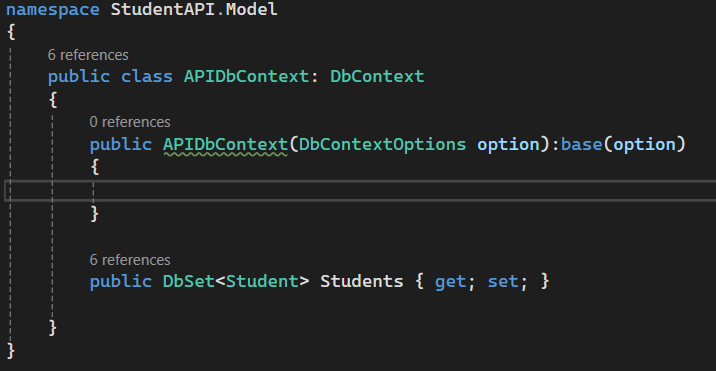 namespace StudentAPI.Model
{
6 references
public class APIDbContext: DbContext
{
0 references
public APIDbContext(DbContextOptions option):base(option)
{
}
6 references
public DbSet<Student> Students { get; set; }
}
}